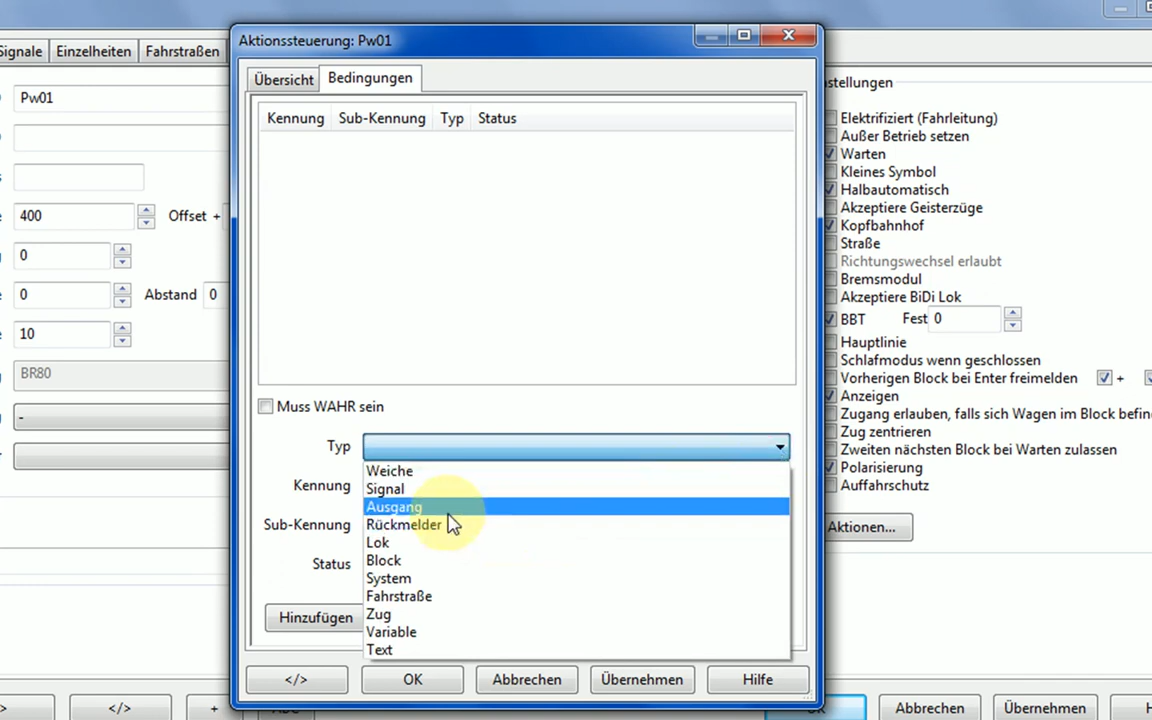 Aktionssteuerung: Pw01
Signale Einzelheiten Fahrstraßen
Übersicht Bedingungen
Pw01
400 Offset +
0
0 Abstand 0
10
BR80
-
Kennung Sub-Kennung Typ Status
Muss WAHR sein
Typ
Kennung
Sub-Kennung
Status
Weiche
Signal
Ausgang
Rückmelder
Lok
Block
System
Fahrstraße
Zug
Variable
Text
Hinzufügen
</> OK Abbrechen Übernehmen Hilfe
stellungen
Elektrifiziert (Fahrleitung)
Außer Betrieb setzen
Warten
Kleines Symbol
Halbautomatisch
Akzeptiere Geisterzüge
Kopfbahnhof
Straße
Richtungswechsel erlaubt
Bremsmodul
Akzeptiere BiDi Lok
BBT Fest 0
Hauptlinie
Schlafmodus wenn geschlossen
Vorherigen Block bei Enter freimelden +
Anzeigen
Zugang erlauben, falls sich Wagen im Block befin
Zug zentrieren
Zweiten nächsten Block bei Warten zulassen
Polarisierung
Auffahrschutz
Aktionen...
</> + Abbrechen Übernehmen